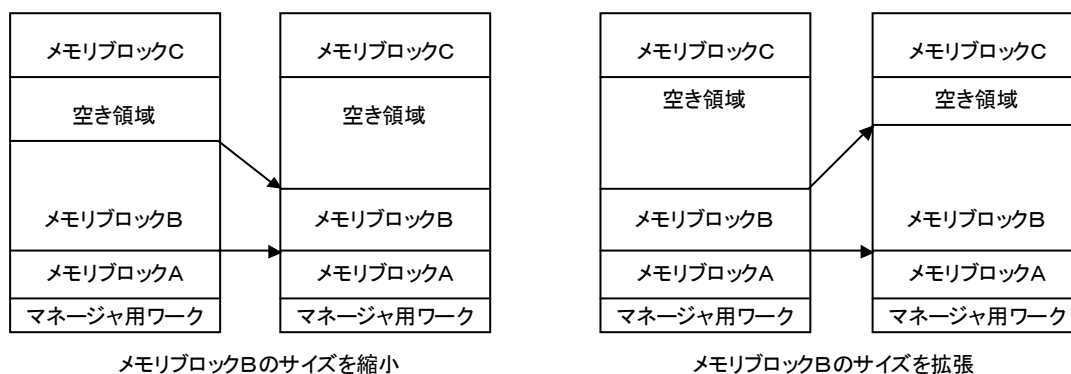 メモリブロックC
空き領域
メモリブロックB
メモリブロックA
マネージャ用ワーク
メモリブロックC
空き領域
メモリブロックB
メモリブロックA
マネージャ用ワーク
メモリブロックBのサイズを縮小
メモリブロックC
空き領域
メモリブロックB
メモリブロックA
マネージャ用ワーク
メモリブロックC
空き領域
メモリブロックB
メモリブロックA
マネージャ用ワーク
メモリブロックBのサイズを拡張